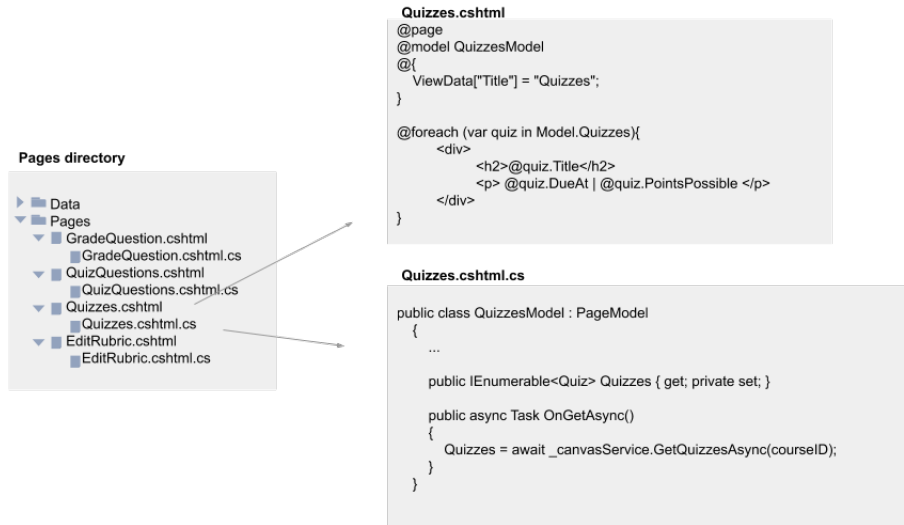 Pages directory
Data
Pages
GradeQuestion.cshtml
GradeQuestion.cshtml.cs
QuizQuestions.cshtml
QuizQuestions.cshtml.cs
Quizzes.cshtml
Quizzes.cshtml.cs
EditRubric.cshtml
EditRubric.cshtml.cs
Quizzes.cshtml
@page
@model QuizzesModel
@{
ViewData["Title"] = "Quizzes";
}
@foreach (var quiz in Model.Quizzes){
<div>
<h2>@quiz.Title</h2>
<p> @quiz.DueAt | @quiz.PointsPossible </p>
</div>
}
Quizzes.cshtml.cs
public class QuizzesModel : PageModel
{
...
public IEnumerable<Quiz> Quizzes { get; private set; }
public async Task OnGetAsync()
{
Quizzes = await _canvasService.GetQuizzesAsync(courseID);
}
}